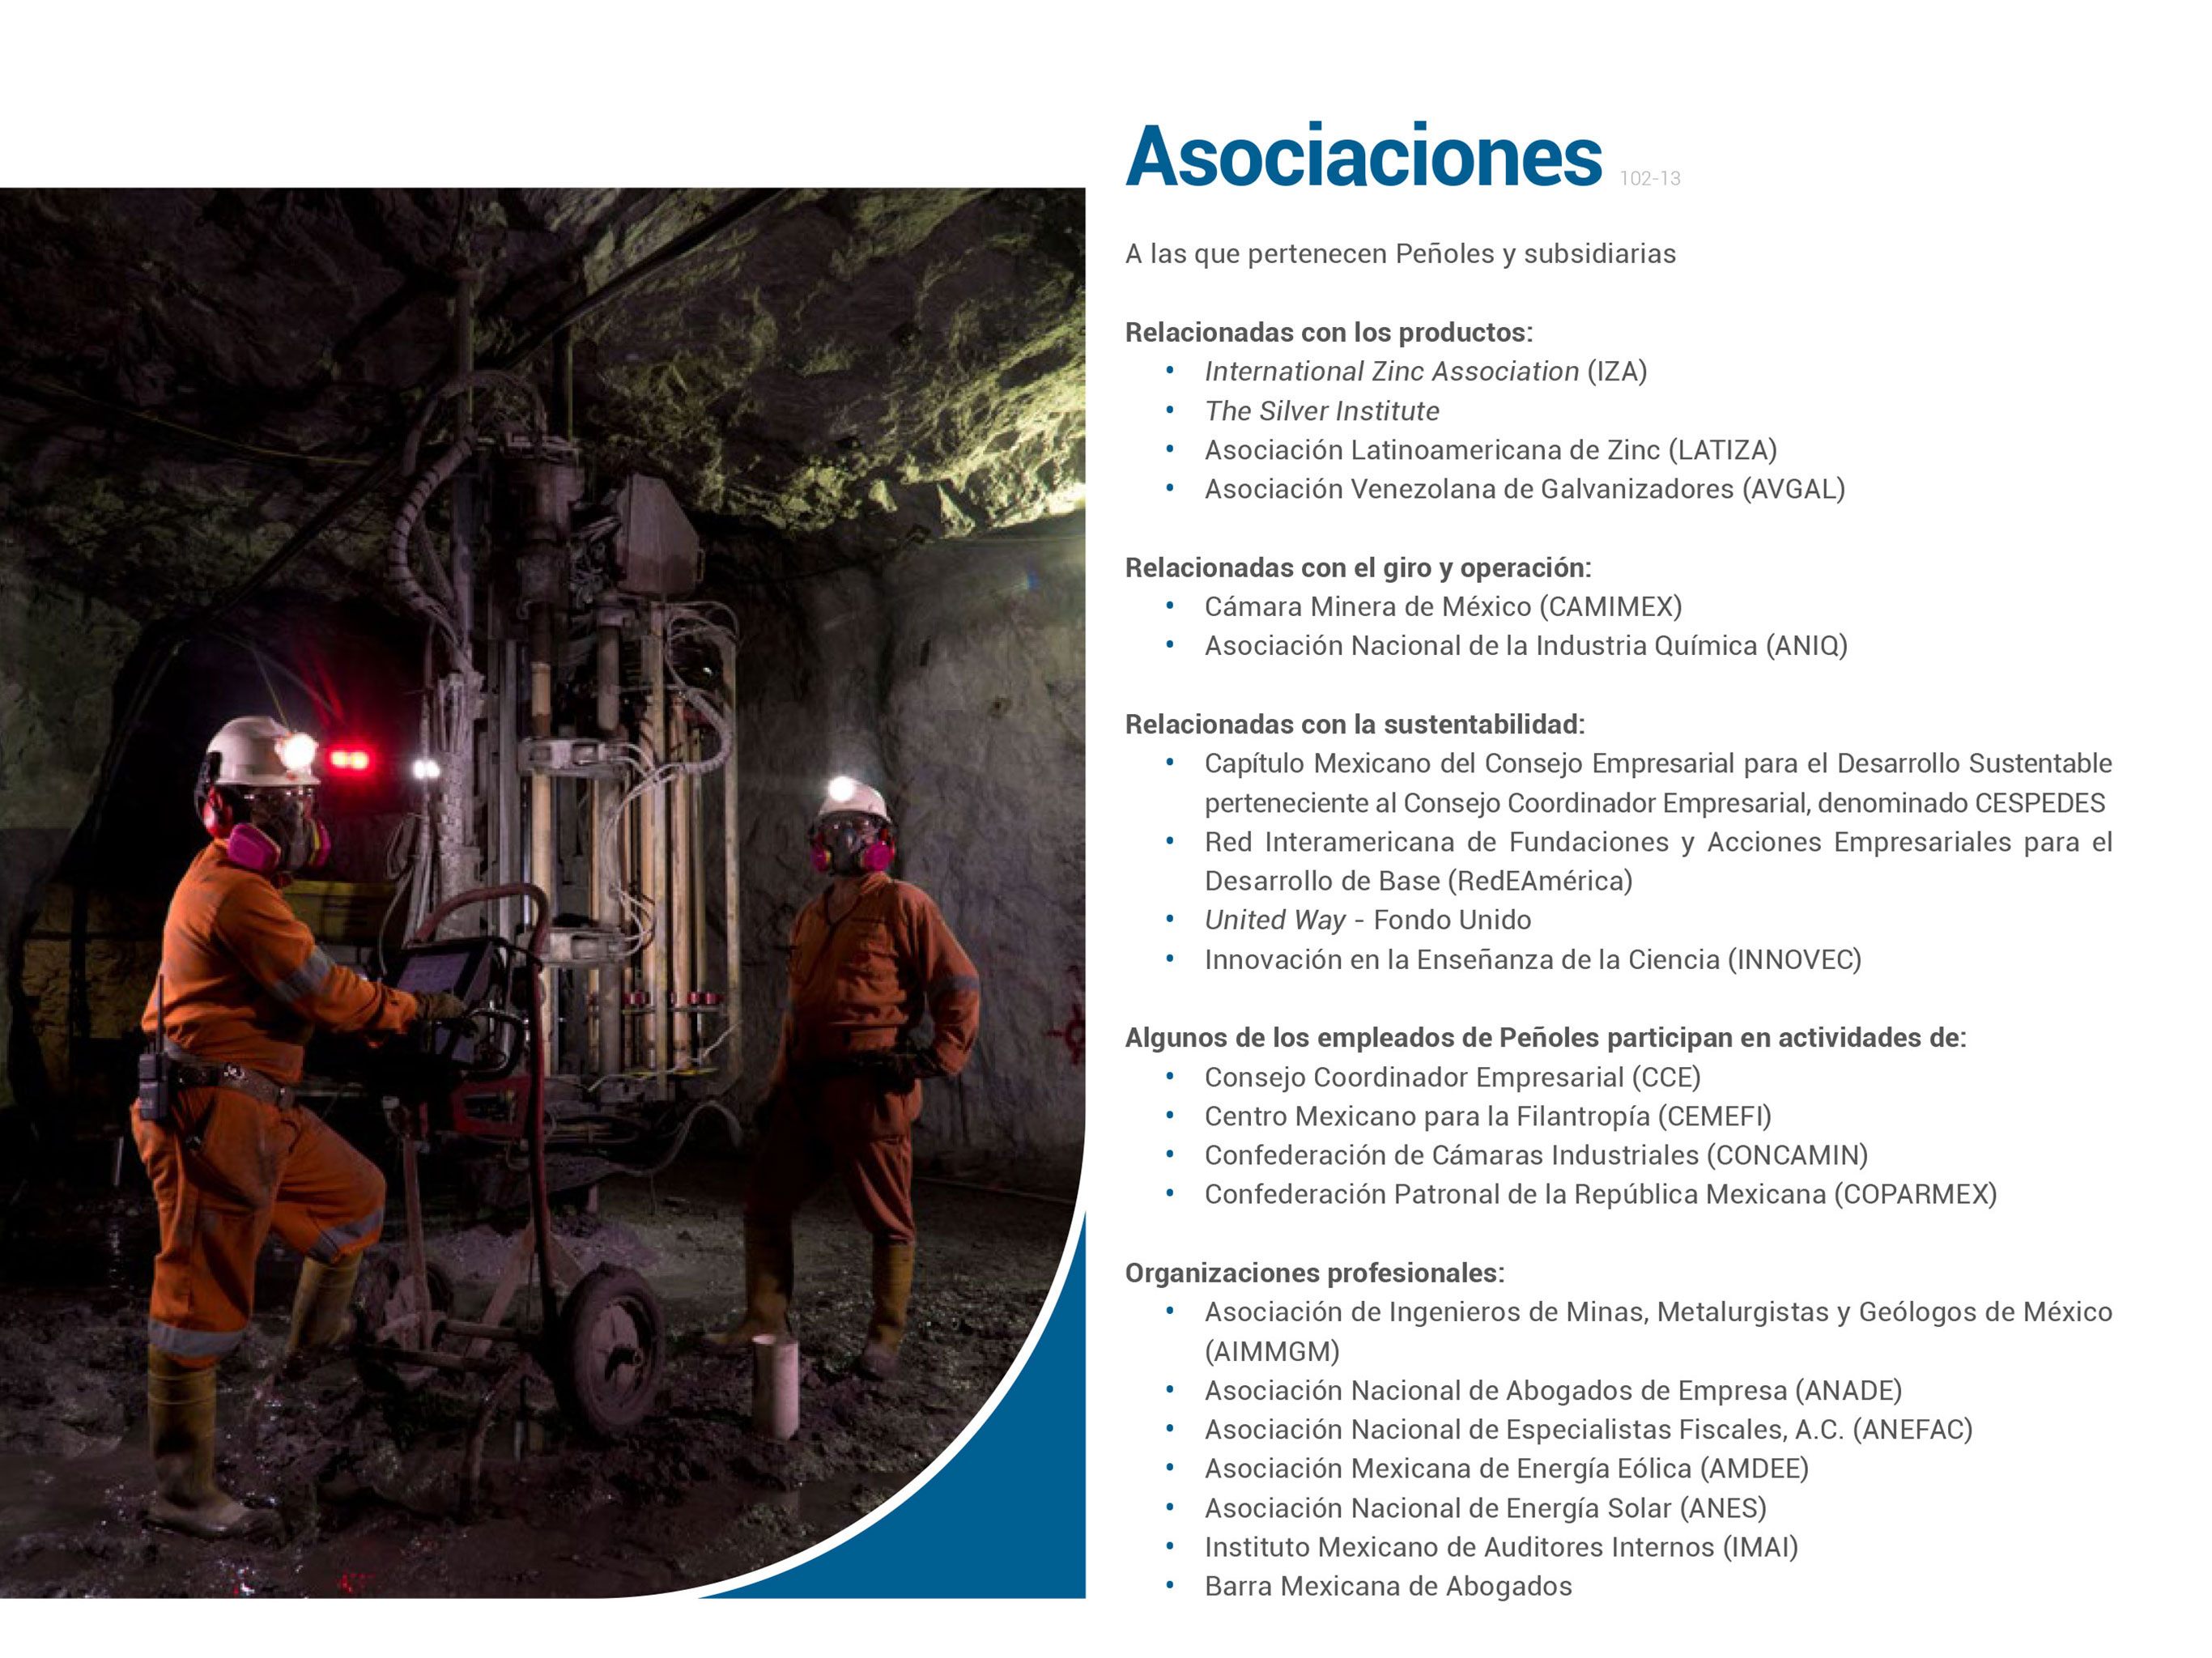 Asociaciones 102-13
A las que pertenecen Peñoles y subsidiarias
Relacionadas con los productos:
• International Zinc Association (IZA)
• The Silver Institute
• Asociación Latinoamericana de Zinc (LATIZA)
• Asociación Venezolana de Galvanizadores (AVGAL)
Relacionadas con el giro y operación:
• Cámara Minera de México (CAMIMEX)
• Asociación Nacional de la Industria Química (ANIQ)
Relacionadas con la sustentabilidad:
• Capítulo Mexicano del Consejo Empresarial para el Desarrollo Sustentable
perteneciente al Consejo Coordinador Empresarial, denominado CESPEDES
• Red Interamericana de Fundaciones y Acciones Empresariales para el
Desarrollo de Base (RedEAmérica)
• United Way - Fondo Unido
• Innovación en la Enseñanza de la Ciencia (INNOVEC)
Algunos de los empleados de Peñoles participan en actividades de:
• Consejo Coordinador Empresarial (CCE)
• Centro Mexicano para la Filantropía (CEMEFI)
• Confederación de Cámaras Industriales (CONCAMIN)
• Confederación Patronal de la República Mexicana (COPARMEX)
Organizaciones profesionales:
• Asociación de Ingenieros de Minas, Metalurgistas y Geólogos de México
(AIMMGM)
• Asociación Nacional de Abogados de Empresa (ANADE)
• Asociación Nacional de Especialistas Fiscales, A.C. (ANEFAC)
• Asociación Mexicana de Energía Eólica (AMDEE)
• Asociación Nacional de Energía Solar (ANES)
• Instituto Mexicano de Auditores Internos (IMAI)
• Barra Mexicana de Abogados